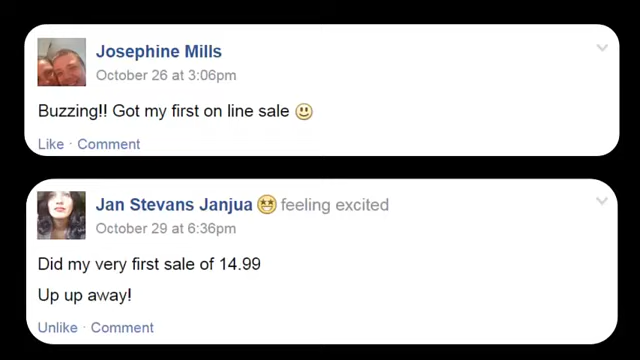 Josephine Mills
October 26 at 3:06pm
Buzzing!! Got my first on line sale
Like · Comment
Jan Stevans Janjua feeling excited
October 29 at 6:36pm
Did my very first sale of 14.99
Up up away!
Unlike · Comment